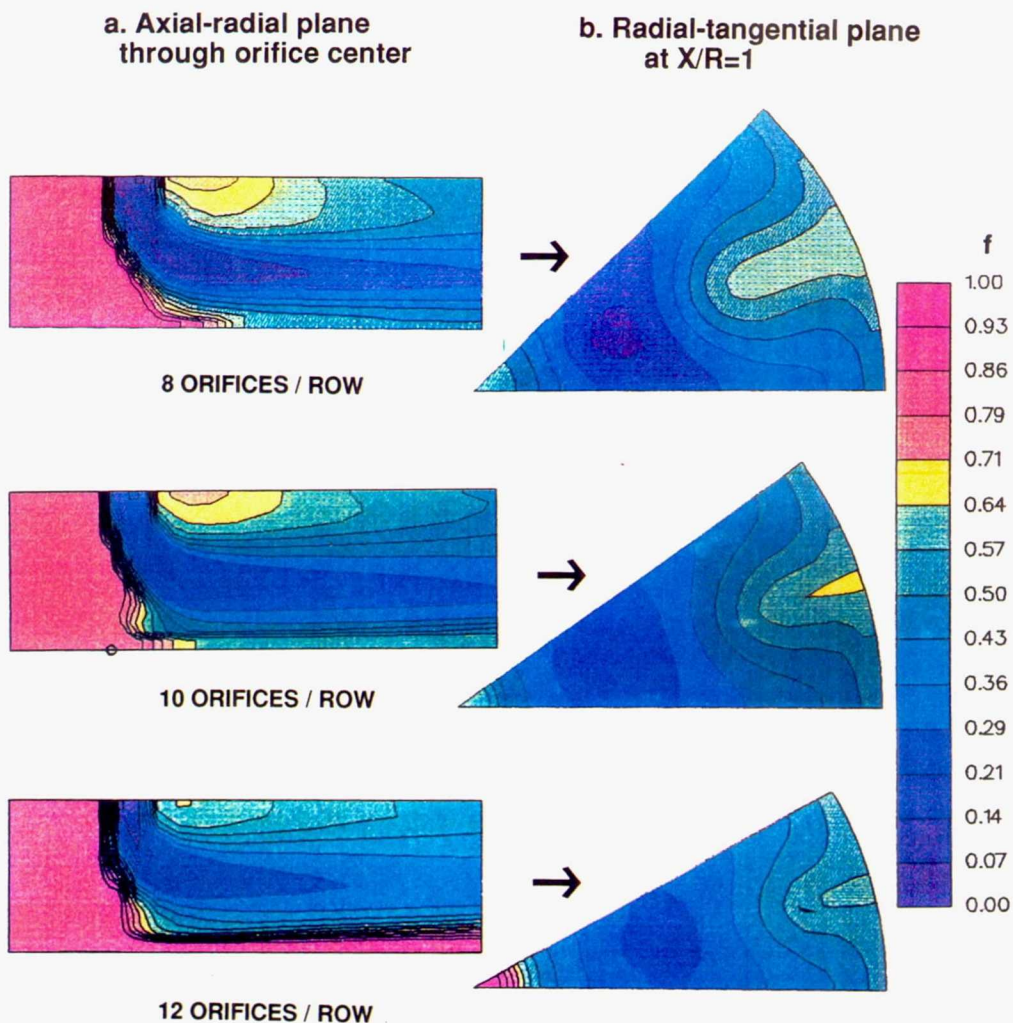 a. Axial-radial plane
through orifice center
b. Radial-tangential plane
at X/R=1
8 ORIFICES / ROW
10 ORIFICES / ROW
12 ORIFICES / ROW
f
1.00
0.93
0.86
0.79
0.71
0.64
0.57
0.50
0.43
0.36
0.29
0.21
0.14
0.07
0.00